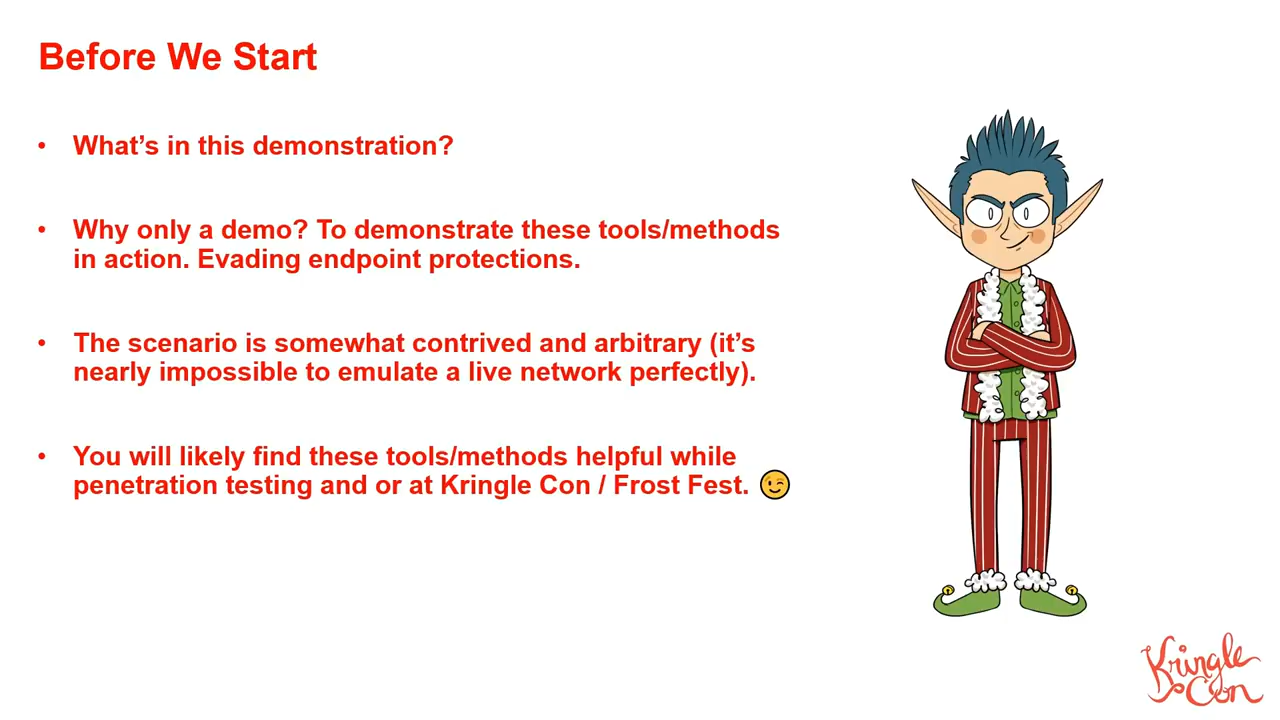 Before We Start
• What’s in this demonstration?
• Why only a demo? To demonstrate these tools/methods
in action. Evading endpoint protections.
• The scenario is somewhat contrived and arbitrary (it’s
nearly impossible to emulate a live network perfectly).
• You will likely find these tools/methods helpful while
penetration testing and or at Kringle Con / Frost Fest. 😉
Kringle
Con